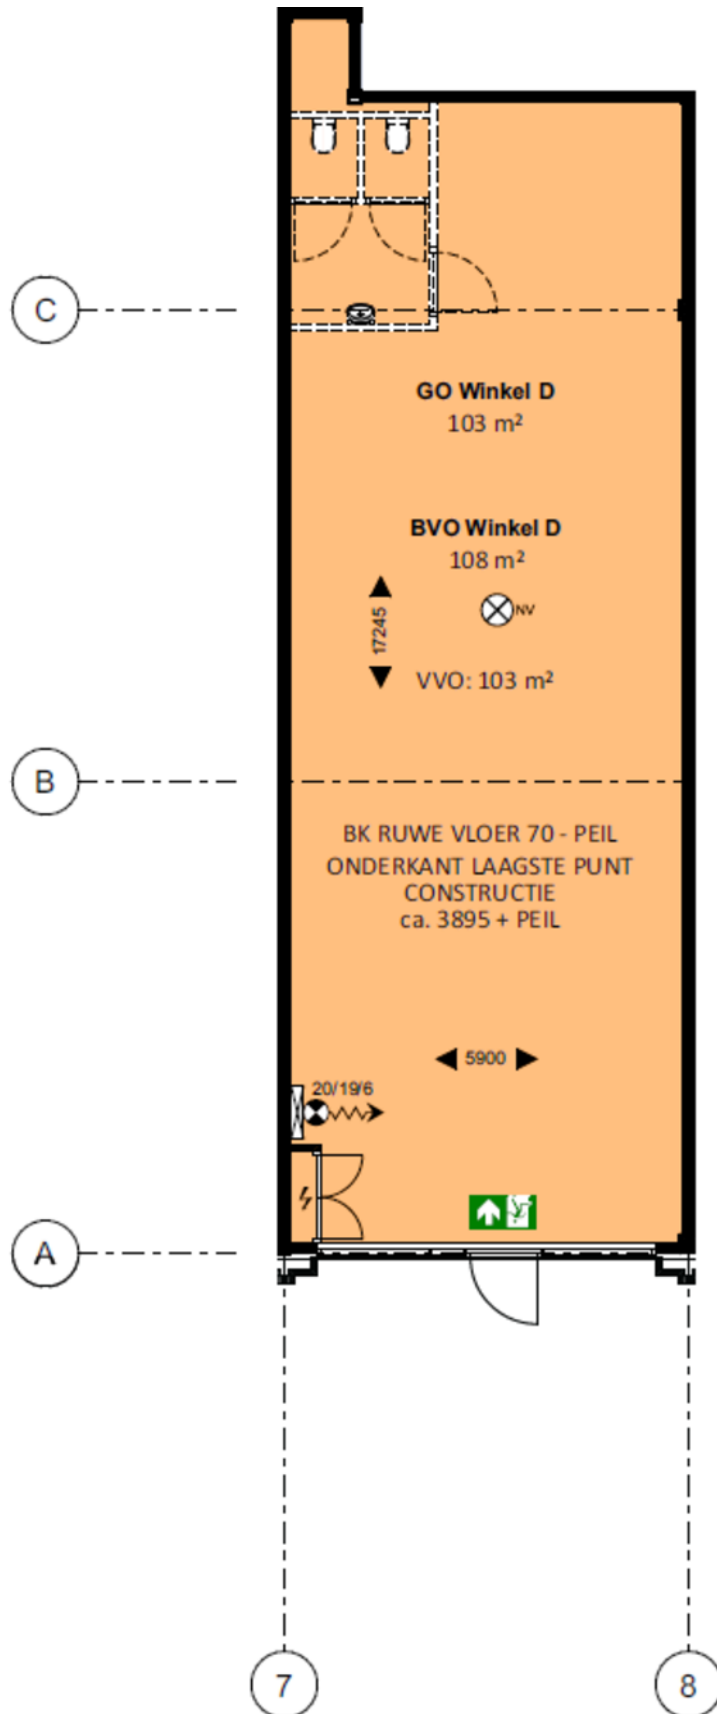 C
GO Winkel D
103 m²
BVO Winkel D
108 m²
17245
NV
VVO: 103 m²
B
BK RUWE VLOER 70 - PEIL
ONDERKANT LAAGSTE PUNT
CONSTRUCTIE
ca. 3895 + PEIL
5900
20/19/6
A
7
8